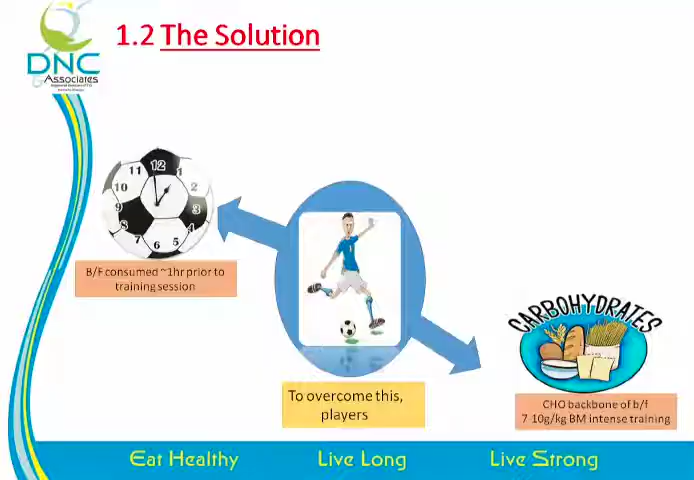 1.2 The Solution
DNC
& Associates
12
1
2
3
4
5
6
7
8
9
10
11
B/F consumed ~1hr prior to
training session
To overcome this,
players
CARBOHYDRATES
CHO backbone of b/f
7 10g/kg BM intense training
Eat Healthy
Live Long
Live Strong